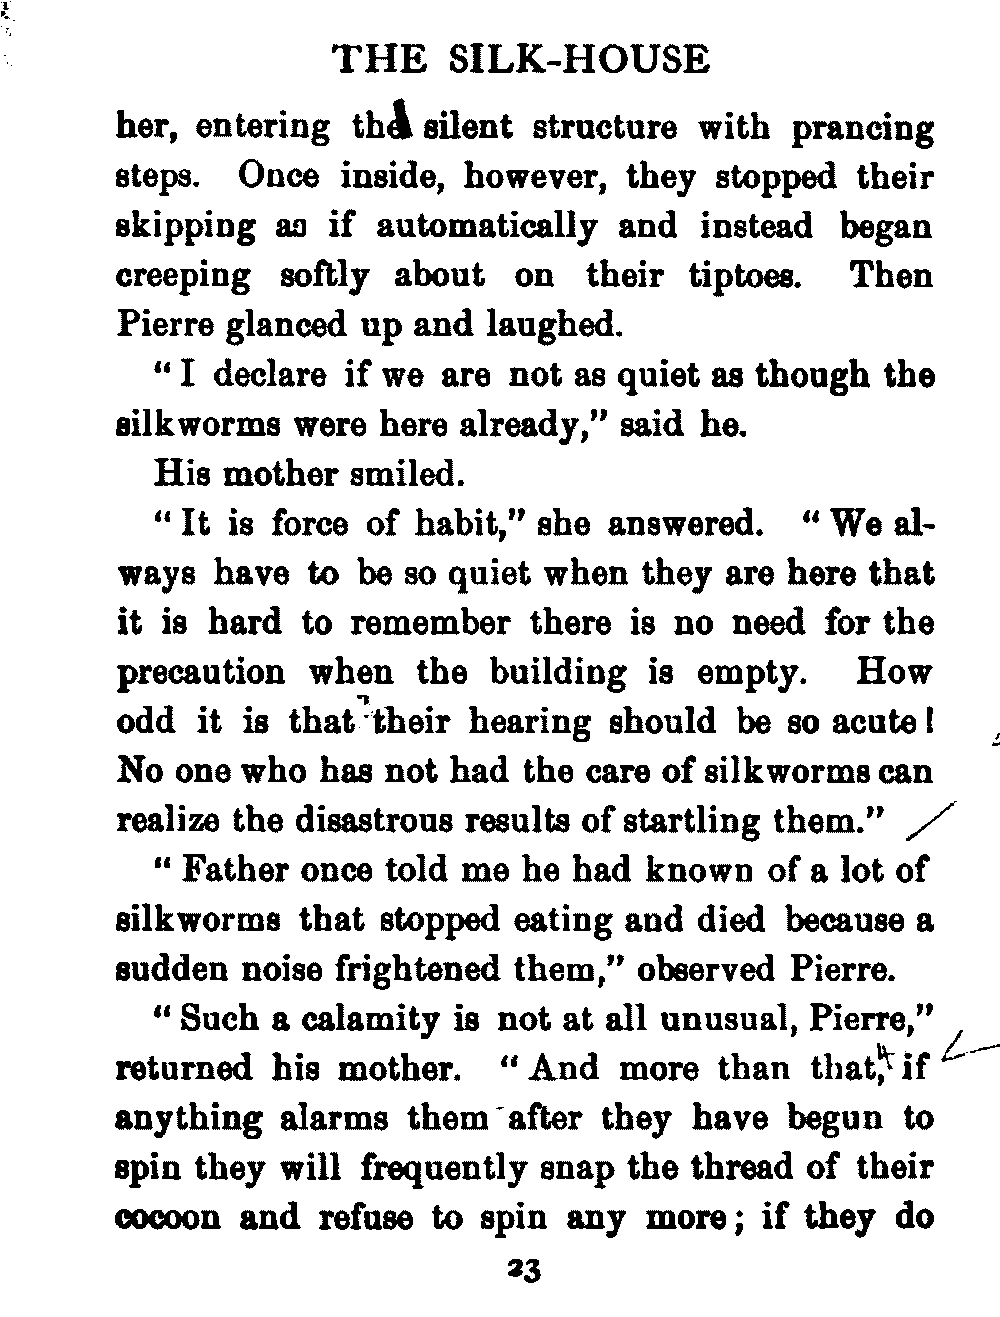 THE SILK-HOUSE
her, entering the silent structure with prancing
steps. Once inside, however, they stopped their
skipping as if automatically and instead began
creeping softly about on their tiptoes. Then
Pierre glanced up and laughed.
“I declare if we are not as quiet as though the
silkworms were here already,” said he.
His mother smiled.
“It is force of habit,” she answered. “We al-
ways have to be so quiet when they are here that
it is hard to remember there is no need for the
precaution when the building is empty. How
odd it is that their hearing should be so acute!
No one who has not had the care of silkworms can
realize the disastrous results of startling them.”
“Father once told me he had known of a lot of
silkworms that stopped eating and died because a
sudden noise frightened them,” observed Pierre.
“Such a calamity is not at all unusual, Pierre,”
returned his mother. “And more than that, if
anything alarms them after they have begun to
spin they will frequently snap the thread of their
cocoon and refuse to spin any more; if they do
23